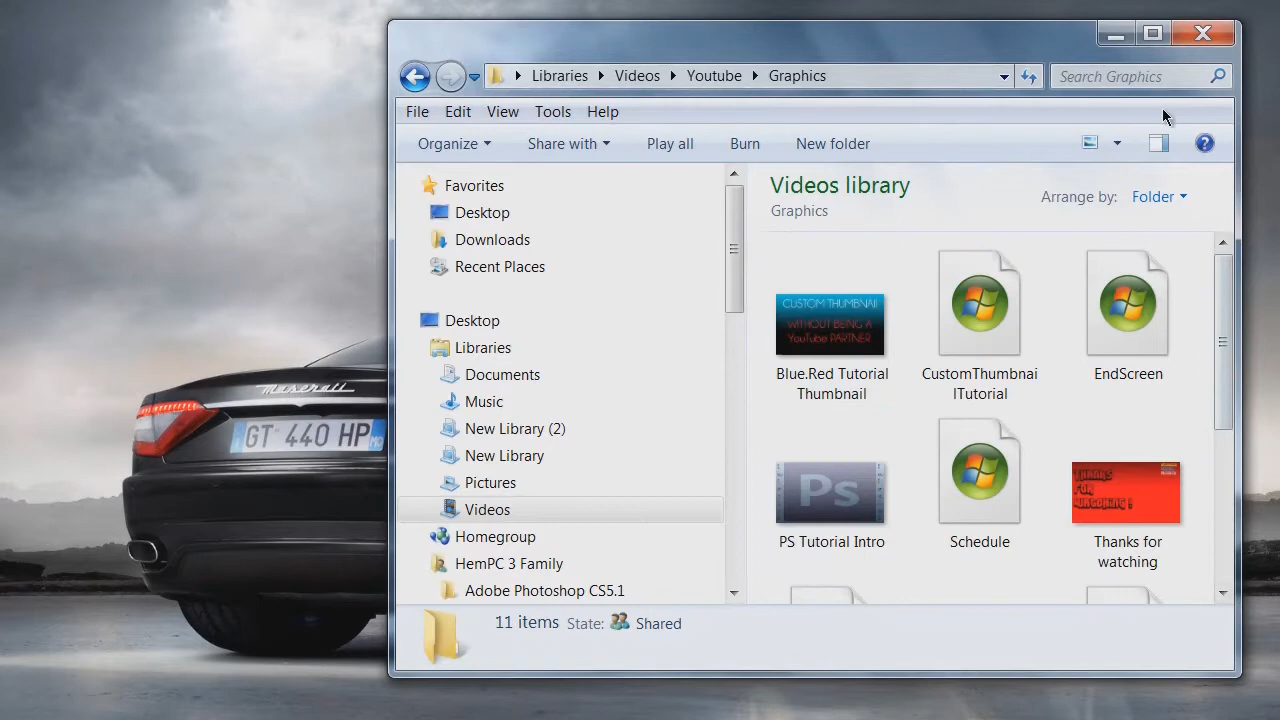 Libraries Videos Youtube Graphics
Search Graphics
File Edit View Tools Help
Organize Share with Play all Burn New folder
Favorites
Desktop
Downloads
Recent Places
Desktop
Libraries
Documents
Music
New Library (2)
New Library
Pictures
Videos
Homegroup
HemPC 3 Family
Adobe Photoshop CS5.1
Videos library
Graphics
Arrange by: Folder
CUSTOM THUMBNAIL
WITHOUT BEING A
YouTube PARTNER
Blue.Red Tutorial
Thumbnail
CustomThumbnai
lTutorial
EndScreen
Ps
PS Tutorial Intro
Schedule
THANKS
FOR
WATCHING !
Thanks for
watching
11 items State: Shared
Maserati
GT 440 HP